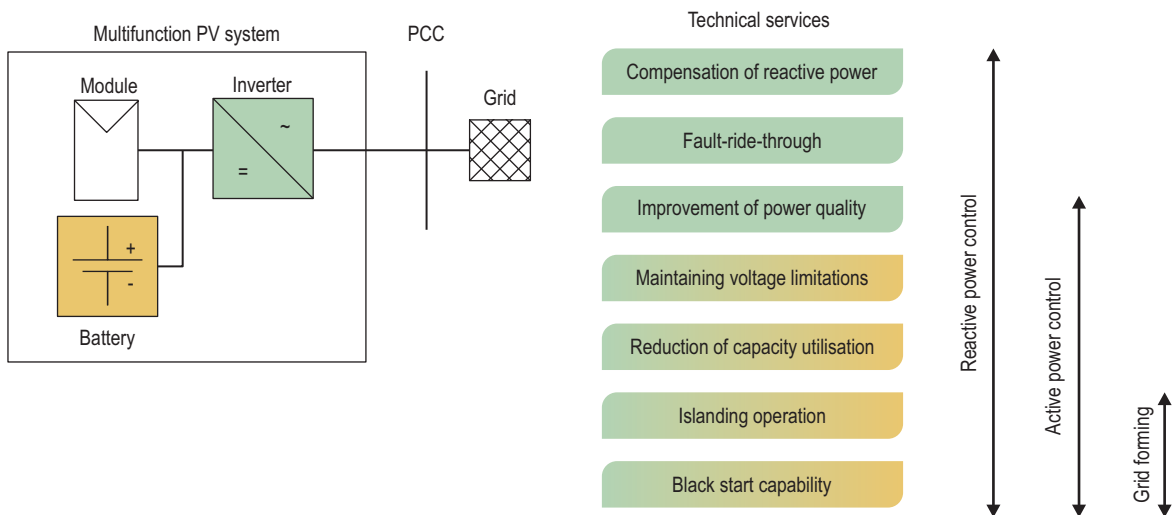 Multifunction PV system
PCC
Module
Inverter
Grid
~
=
+
-
Battery
Technical services
Compensation of reactive power
Fault-ride-through
Improvement of power quality
Maintaining voltage limitations
Reduction of capacity utilisation
Islanding operation
Black start capability
Reactive power control
Active power control
Grid forming